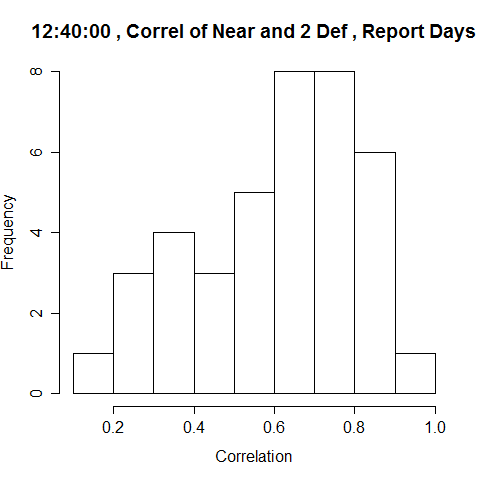 12:40:00 , Correl of Near and 2 Def , Report Days
Frequency
8
6
4
2
0
0.2 0.4 0.6 0.8 1.0
Correlation